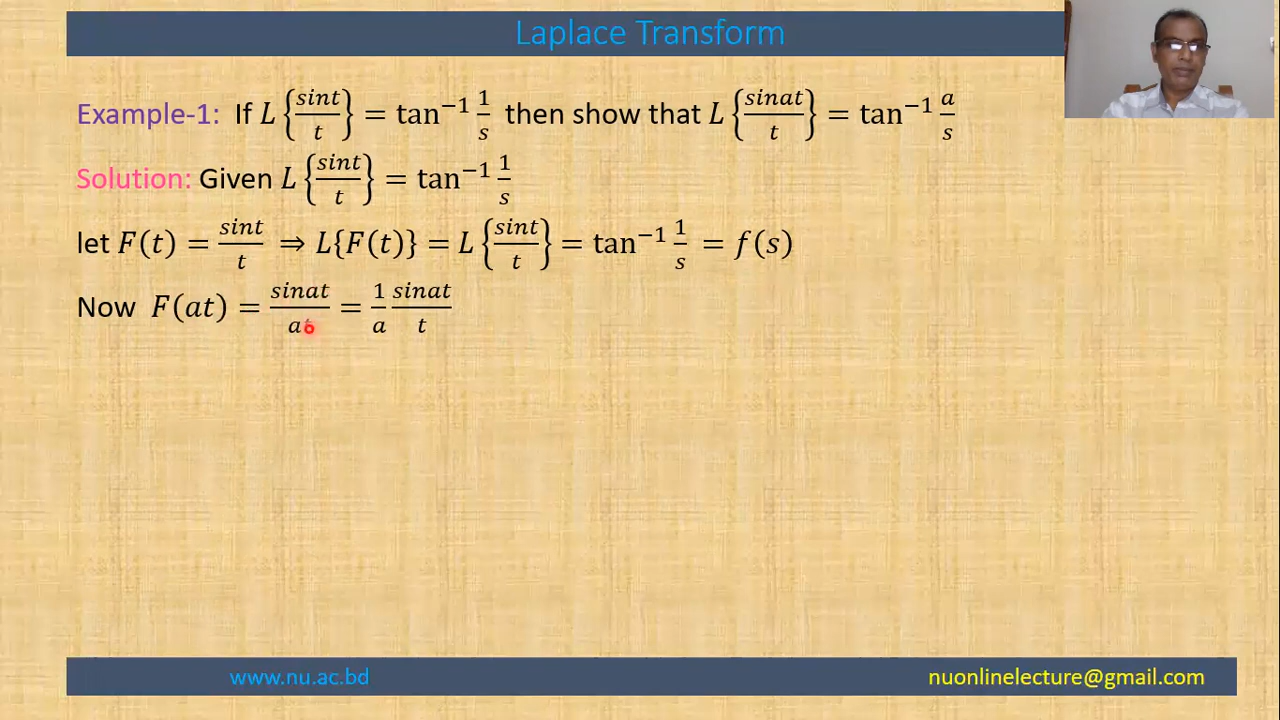 Laplace Transform
Example-1: If L{sint/t} = tan⁻¹ 1/s then show that L{sinat/t} = tan⁻¹ a/s
Solution: Given L{sint/t} = tan⁻¹ 1/s
let F(t) = sint/t ⇒ L{F(t)} = L{sint/t} = tan⁻¹ 1/s = f(s)
Now F(at) = sinat/at = 1/a sinat/t
www.nu.ac.bd
nuonlinelecture@gmail.com